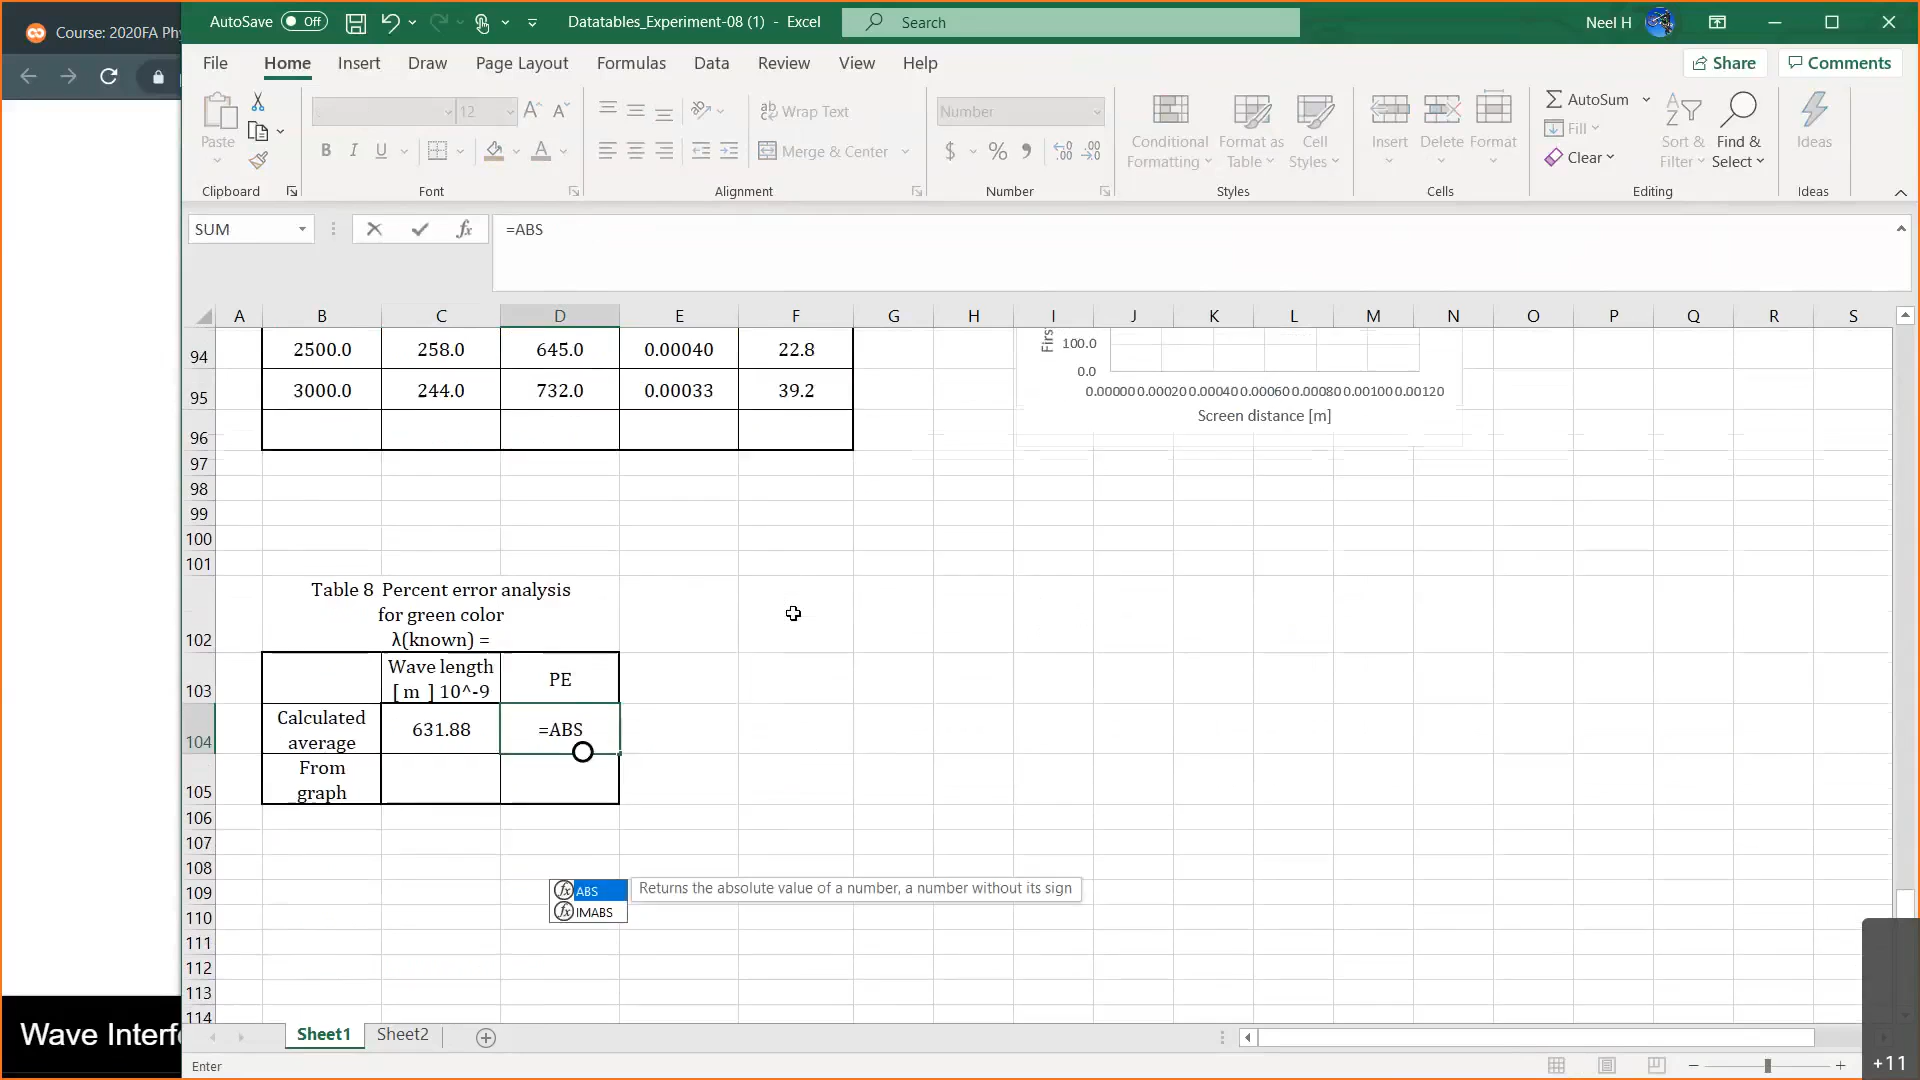 Course: 2020FA Ph
AutoSave Off
Datatables_Experiment-08 (1) - Excel
Search
Neel H
File Home Insert Draw Page Layout Formulas Data Review View Help
Share Comments
Paste
12
B I U
ab Wrap Text
Merge & Center
Number
$ %
Conditional Formatting
Format as Table
Cell Styles
Insert Delete Format
AutoSum
Fill
Clear
Sort & Filter
Find & Select
Ideas
Clipboard Font Alignment Number Styles Cells Editing Ideas
SUM fx =ABS
A B C D E F G H I J K L M N O P Q R S
94 2500.0 258.0 645.0 0.00040 22.8
95 3000.0 244.0 732.0 0.00033 39.2
96
Firs
100.0
0.0
0.00000 0.00020 0.00040 0.00060 0.00080 0.00100 0.00120
Screen distance [m]
97
98
99
100
101
Table 8 Percent error analysis
for green color
102 λ(known) =
Wave length
[ m ] 10^-9
103 PE
Calculated
average
104 631.88 =ABS
From
graph
105
106
107
108
109
110
111
112
113
114
fx ABS Returns the absolute value of a number, a number without its sign
fx IMABS
Wave Interf
Sheet1 Sheet2
Enter
+11